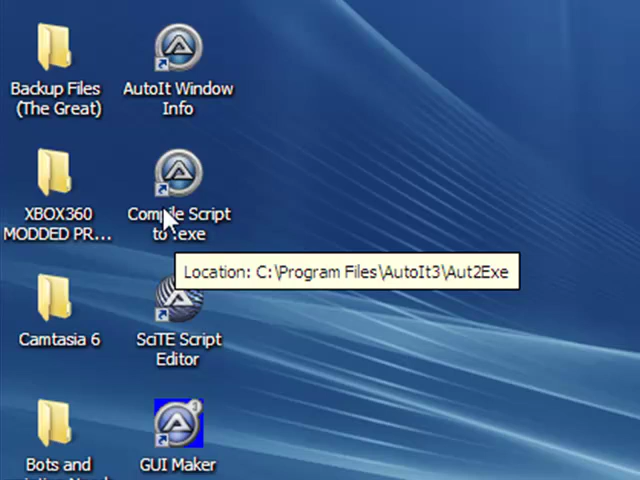 Backup Files
(The Great)
AutoIt Window
Info
XBOX360
MODDED PR...
Compile Script
to .exe
Location: C:\Program Files\AutoIt3\Aut2Exe
Camtasia 6
SciTE Script
Editor
3
Bots and
GUI Maker